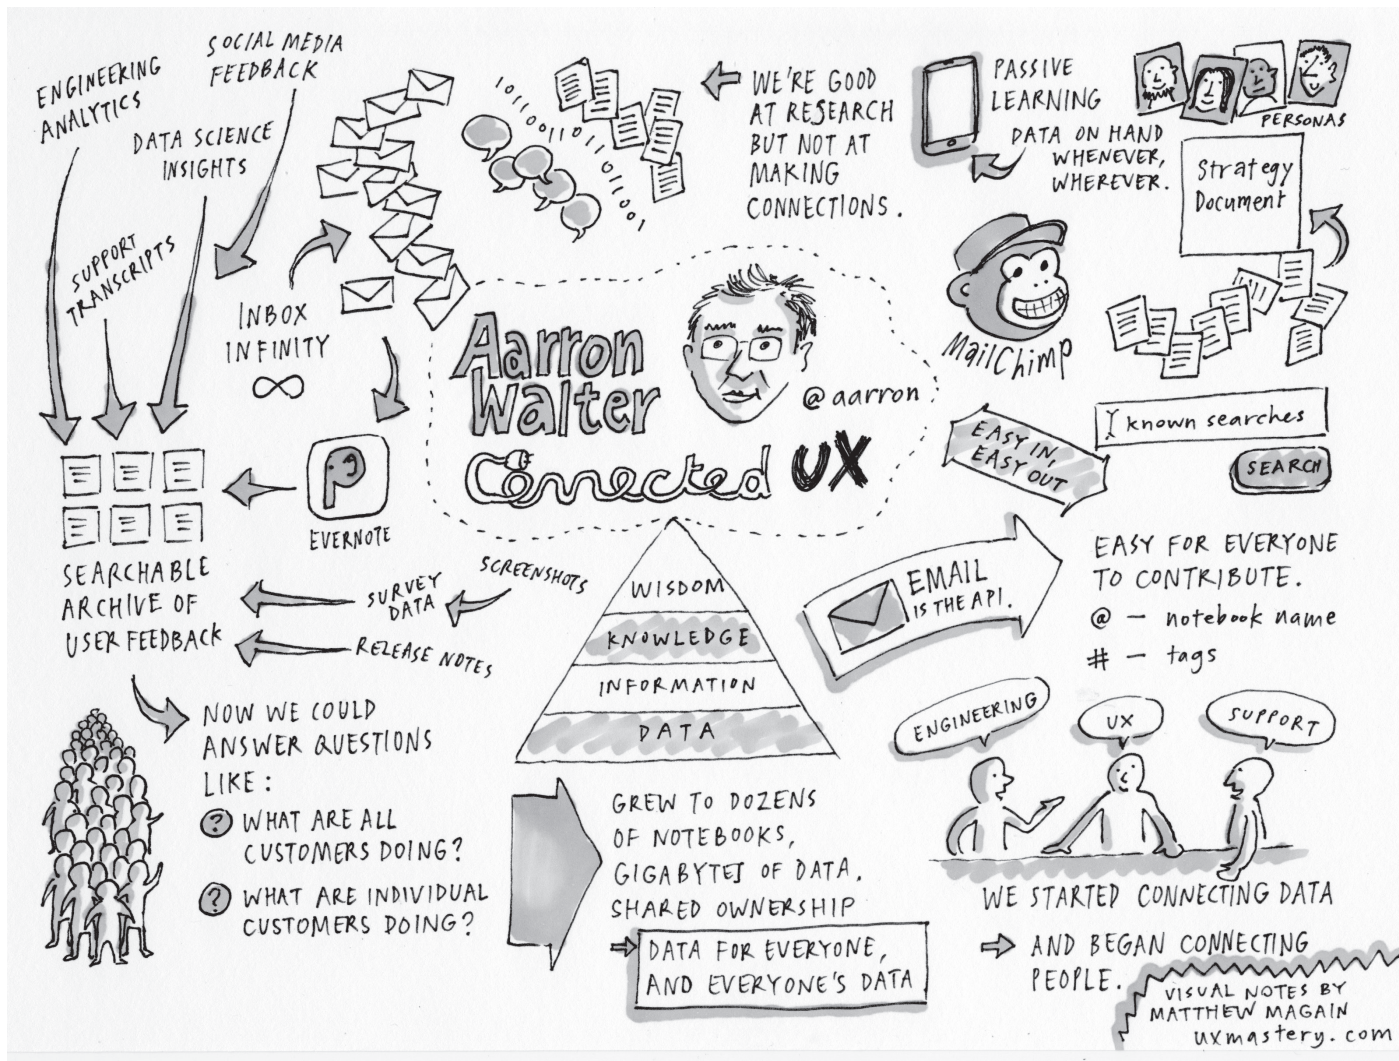 ENGINEERING
ANALYTICS
SOCIAL MEDIA
FEEDBACK
DATA SCIENCE
INSIGHTS
SUPPORT
TRANSCRIPTS
INBOX
INFINITY
∞
EVERNOTE
SEARCHABLE
ARCHIVE OF
USER FEEDBACK
SCREENSHOTS
SURVEY
DATA
RELEASE NOTES
NOW WE COULD
ANSWER QUESTIONS
LIKE:
? WHAT ARE ALL
CUSTOMERS DOING?
? WHAT ARE INDIVIDUAL
CUSTOMERS DOING?
101100110110110011001
WE'RE GOOD
AT RESEARCH
BUT NOT AT
MAKING
CONNECTIONS.
Aarron
Walter
@aarron
Connected UX
WISDOM
KNOWLEDGE
INFORMATION
DATA
GREW TO DOZENS
OF NOTEBOOKS,
GIGABYTES OF DATA.
SHARED OWNERSHIP
DATA FOR EVERYONE,
AND EVERYONE'S DATA
PASSIVE
LEARNING
DATA ON HAND
WHENEVER,
WHEREVER.
PERSONAS
Strategy
Document
MailChimp
EASY IN,
EASY OUT
known searches
SEARCH
EMAIL
IS THE API.
EASY FOR EVERYONE
TO CONTRIBUTE.
@ — notebook name
# — tags
ENGINEERING
UX
SUPPORT
WE STARTED CONNECTING DATA
AND BEGAN CONNECTING
PEOPLE.
VISUAL NOTES BY
MATTHEW MAGAIN
uxmastery.com